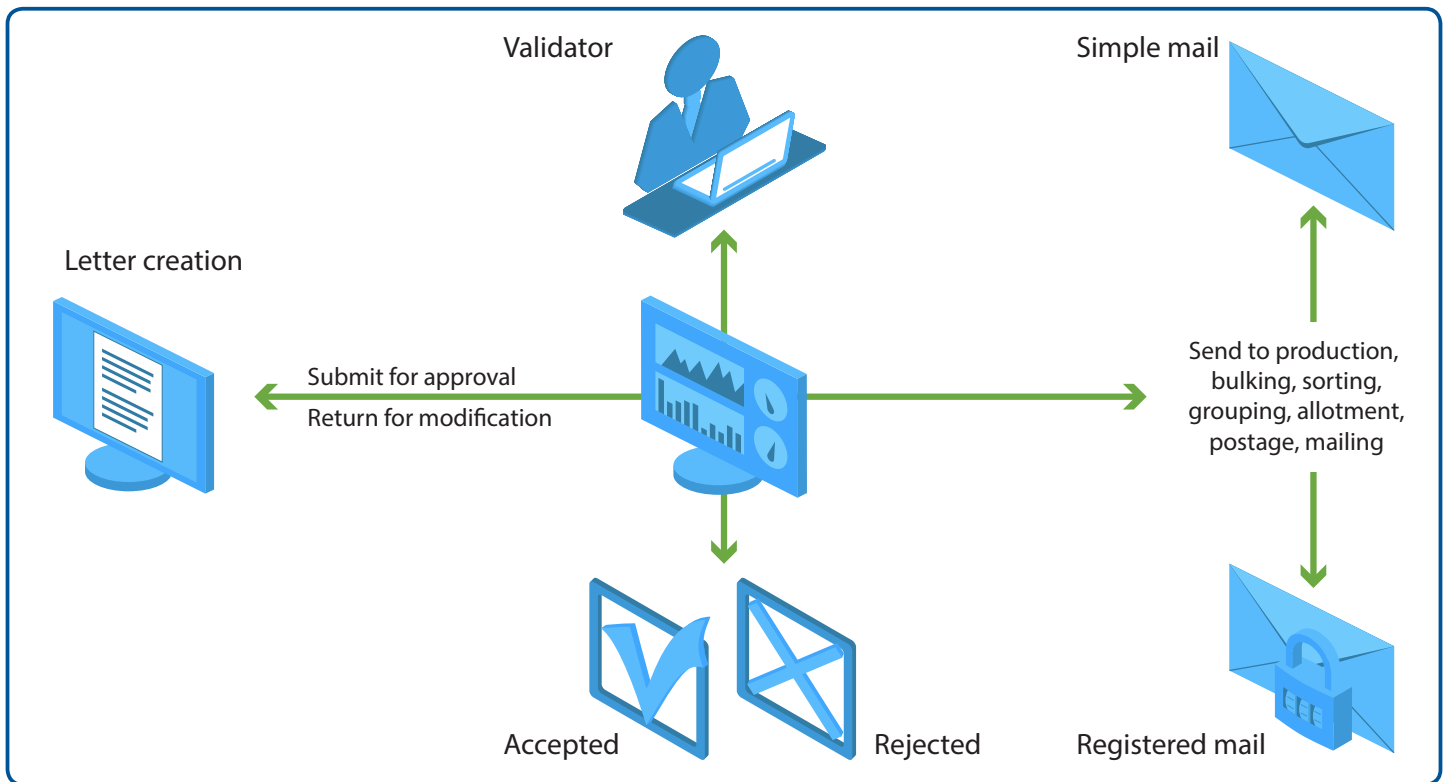 Validator
Simple mail
Letter creation
Submit for approval
Return for modification
Send to production,
bulking, sorting,
grouping, allotment,
postage, mailing
Accepted
Rejected
Registered mail